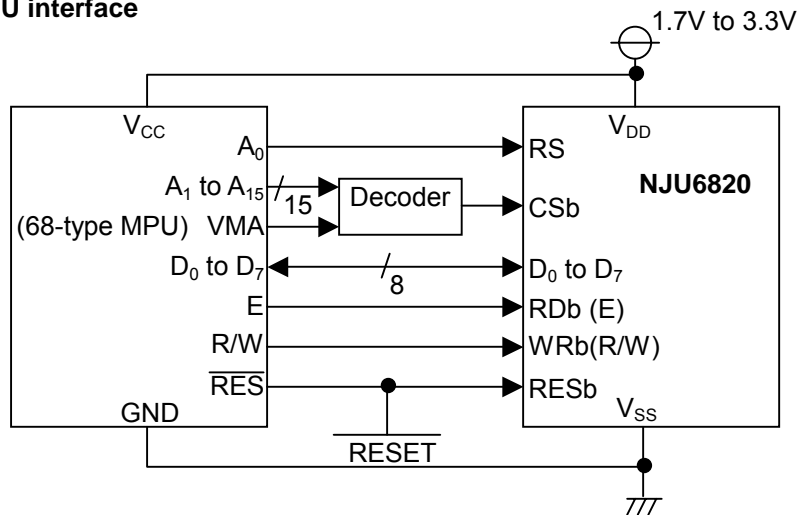 U interface
1.7V to 3.3V
VCC
VDD
A0
RS
A1 to A15
15
Decoder
NJU6820
CSb
(68-type MPU)
VMA
D0 to D7
8
D0 to D7
E
RDb (E)
R/W
WRb(R/W)
RES
RESb
GND
VSS
RESET